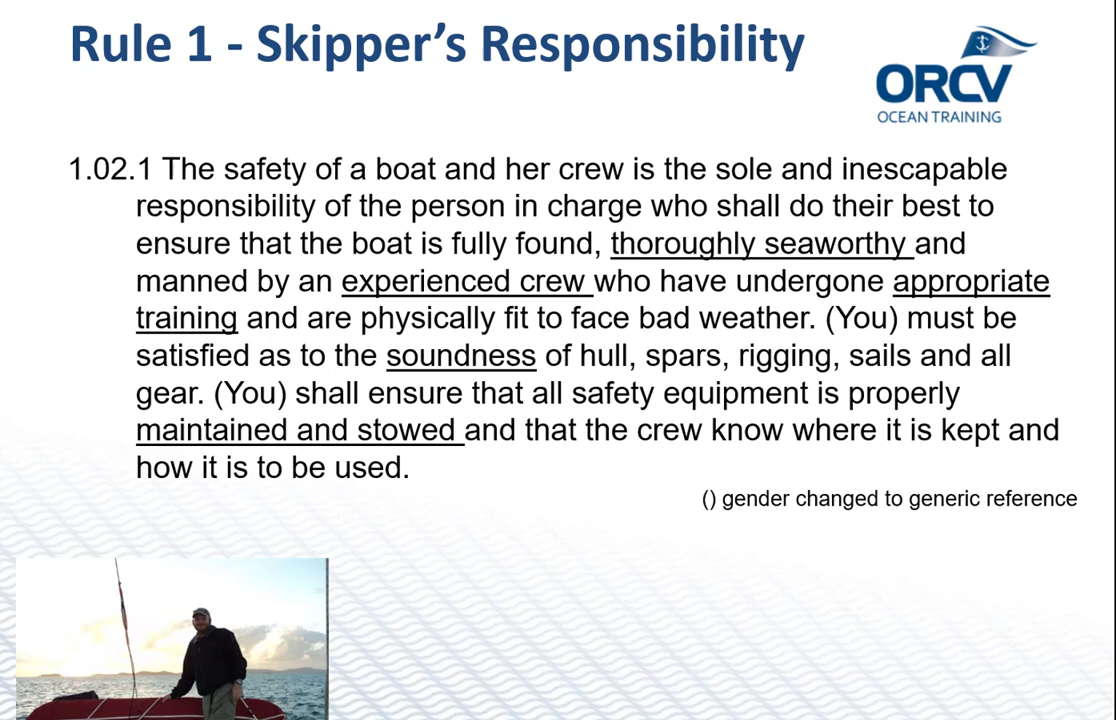 Rule 1 - Skipper's Responsibility
ORCV
OCEAN TRAINING
1.02.1 The safety of a boat and her crew is the sole and inescapable
responsibility of the person in charge who shall do their best to
ensure that the boat is fully found, thoroughly seaworthy and
manned by an experienced crew who have undergone appropriate
training and are physically fit to face bad weather. (You) must be
satisfied as to the soundness of hull, spars, rigging, sails and all
gear. (You) shall ensure that all safety equipment is properly
maintained and stowed and that the crew know where it is kept and
how it is to be used.
() gender changed to generic reference